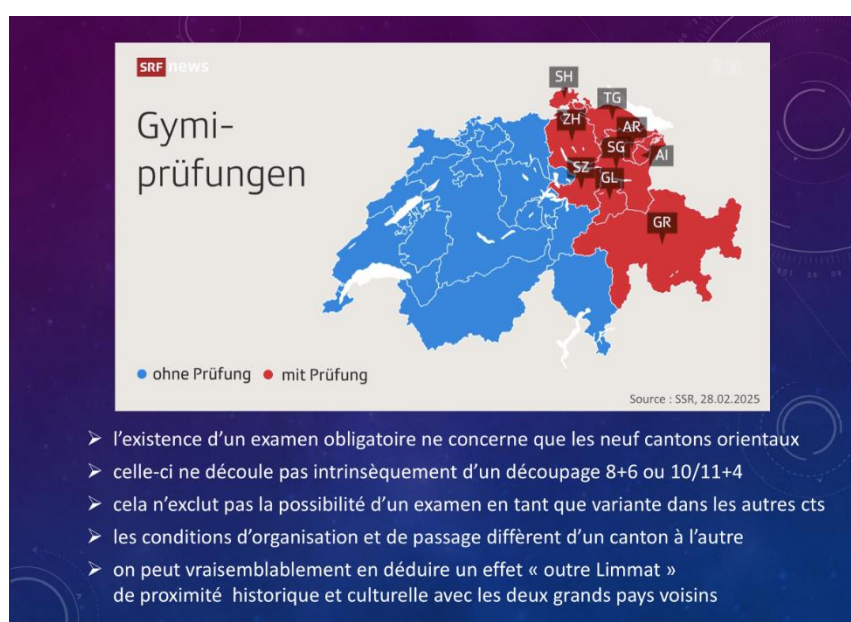 SRF news
Gymi-
prüfungen
SH
TG
ZH
AR
SG
AI
SZ
GL
GR
ohne Prüfung
mit Prüfung
Source : SSR, 28.02.2025
l'existence d'un examen obligatoire ne concerne que les neuf cantons orientaux
celle-ci ne découle pas intrinsèquement d'un découpage 8+6 ou 10/11+4
cela n'exclut pas la possibilité d'un examen en tant que variante dans les autres cts
les conditions d'organisation et de passage diffèrent d'un canton à l'autre
on peut vraisemblablement en déduire un effet « outre Limmat »
de proximité historique et culturelle avec les deux grands pays voisins